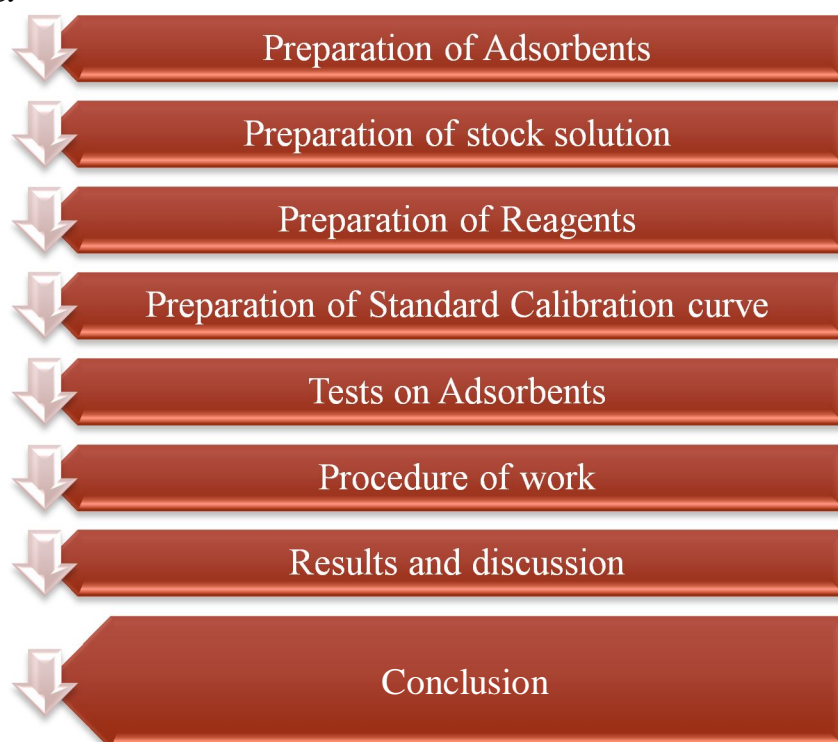 Preparation of Adsorbents
Preparation of stock solution
Preparation of Reagents
Preparation of Standard Calibration curve
Tests on Adsorbents
Procedure of work
Results and discussion
Conclusion